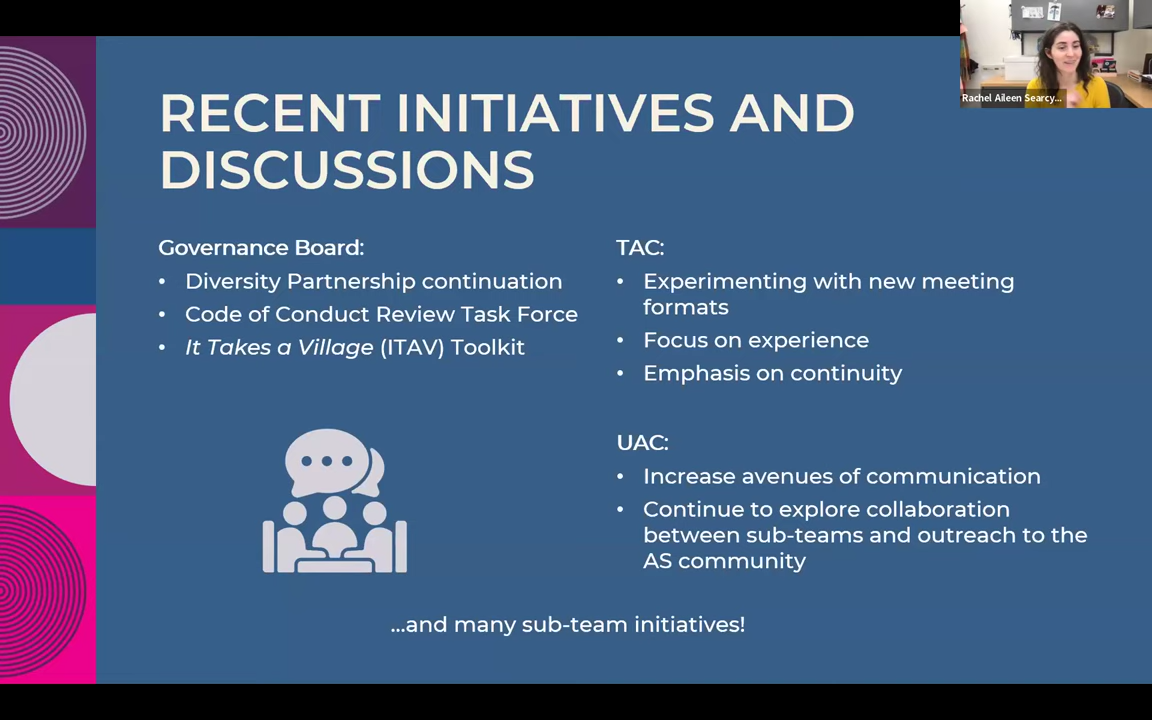 RECENT INITIATIVES AND
DISCUSSIONS
Governance Board:
• Diversity Partnership continuation
• Code of Conduct Review Task Force
• It Takes a Village (ITAV) Toolkit
TAC:
• Experimenting with new meeting
formats
• Focus on experience
• Emphasis on continuity
UAC:
• Increase avenues of communication
• Continue to explore collaboration
between sub-teams and outreach to the
AS community
...and many sub-team initiatives!
Rachel Aileen Searcy...